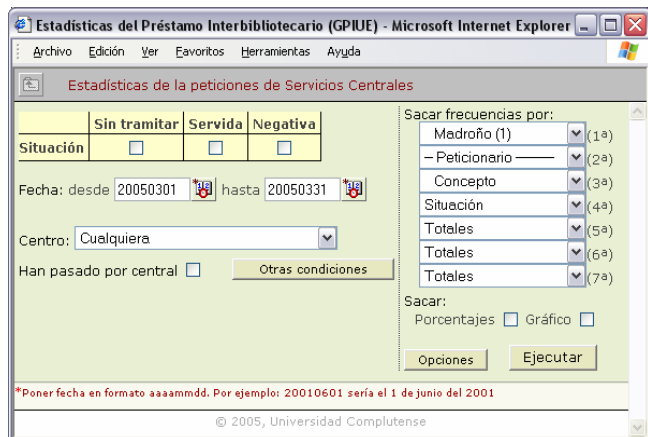 Estadísticas del Préstamo Interbibliotecario (GPIUE) - Microsoft Internet Explorer
Archivo Edición Ver Favoritos Herramientas Ayuda
Estadísticas de la peticiones de Servicios Centrales
Sin tramitar Servida Negativa
Situación
Fecha: desde 20050301 hasta 20050331
Centro: Cualquiera
Han pasado por central Otras condiciones
Sacar frecuencias por:
Madroño (1) (1ª)
– Peticionario ——— (2ª)
Concepto (3ª)
Situación (4ª)
Totales (5ª)
Totales (6ª)
Totales (7ª)
Sacar:
Porcentajes Gráfico
Opciones Ejecutar
*Poner fecha en formato aaaammdd. Por ejemplo: 20010601 sería el 1 de junio del 2001
© 2005, Universidad Complutense